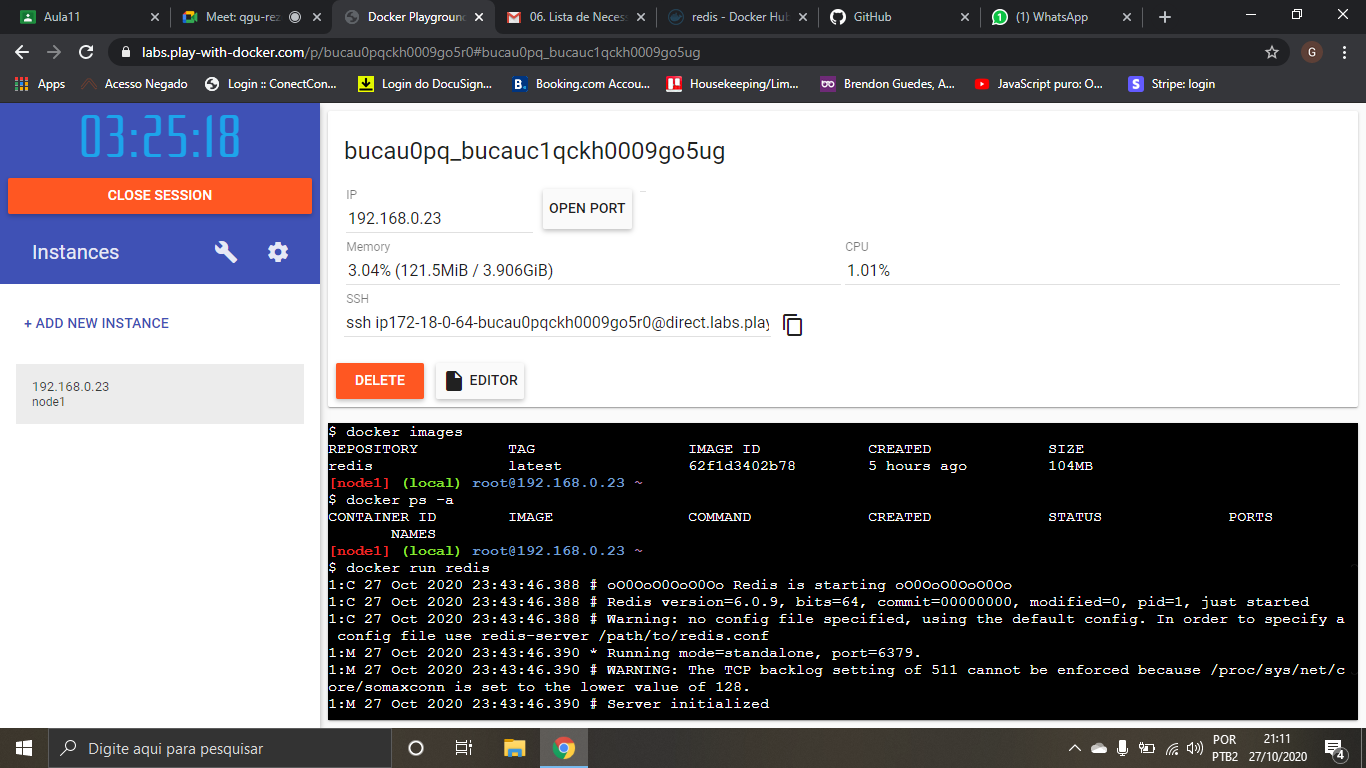 Aula11
Meet: qgu-rez
Docker Playground
06. Lista de Necess
redis - Docker Hub
GitHub
(1) WhatsApp
labs.play-with-docker.com/p/bucau0pqckh0009go5r0#bucau0pq_bucauc1qckh0009go5ug
G
Apps
Acesso Negado
Login :: ConectCon...
Login do DocuSign...
Booking.com Accou...
Housekeeping/Lim...
Brendon Guedes, A...
JavaScript puro: O...
Stripe: login
03:25:18
CLOSE SESSION
Instances
+ ADD NEW INSTANCE
192.168.0.23
node1
bucau0pq_bucauc1qckh0009go5ug
IP
192.168.0.23
OPEN PORT
Memory
3.04% (121.5MiB / 3.906GiB)
CPU
1.01%
SSH
ssh ip172-18-0-64-bucau0pqckh0009go5r0@direct.labs.play
DELETE
EDITOR
$ docker images
REPOSITORY TAG IMAGE ID CREATED SIZE
redis latest 62f1d3402b78 5 hours ago 104MB
[node1] (local) root@192.168.0.23 ~
$ docker ps -a
CONTAINER ID IMAGE COMMAND CREATED STATUS PORTS
NAMES
[node1] (local) root@192.168.0.23 ~
$ docker run redis
1:C 27 Oct 2020 23:43:46.388 # oO0OoO0OoO0Oo Redis is starting oO0OoO0OoO0Oo
1:C 27 Oct 2020 23:43:46.388 # Redis version=6.0.9, bits=64, commit=00000000, modified=0, pid=1, just started
1:C 27 Oct 2020 23:43:46.388 # Warning: no config file specified, using the default config. In order to specify a
config file use redis-server /path/to/redis.conf
1:M 27 Oct 2020 23:43:46.390 * Running mode=standalone, port=6379.
1:M 27 Oct 2020 23:43:46.390 # WARNING: The TCP backlog setting of 511 cannot be enforced because /proc/sys/net/c
ore/somaxconn is set to the lower value of 128.
1:M 27 Oct 2020 23:43:46.390 # Server initialized
Digite aqui para pesquisar
POR
PTB2
21:11
27/10/2020
4